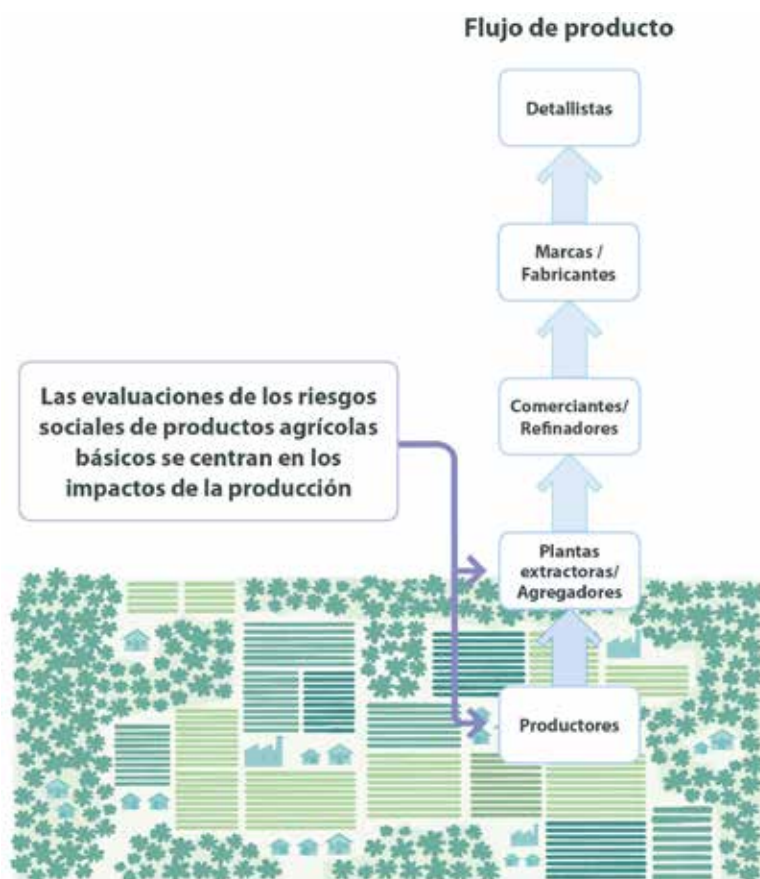 Flujo de producto
Detallistas
Marcas /
Fabricantes
Comerciantes/
Refinadores
Las evaluaciones de los riesgos
sociales de productos agrícolas
básicos se centran en los
impactos de la producción
Plantas
extractoras/
Agregadores
Productores